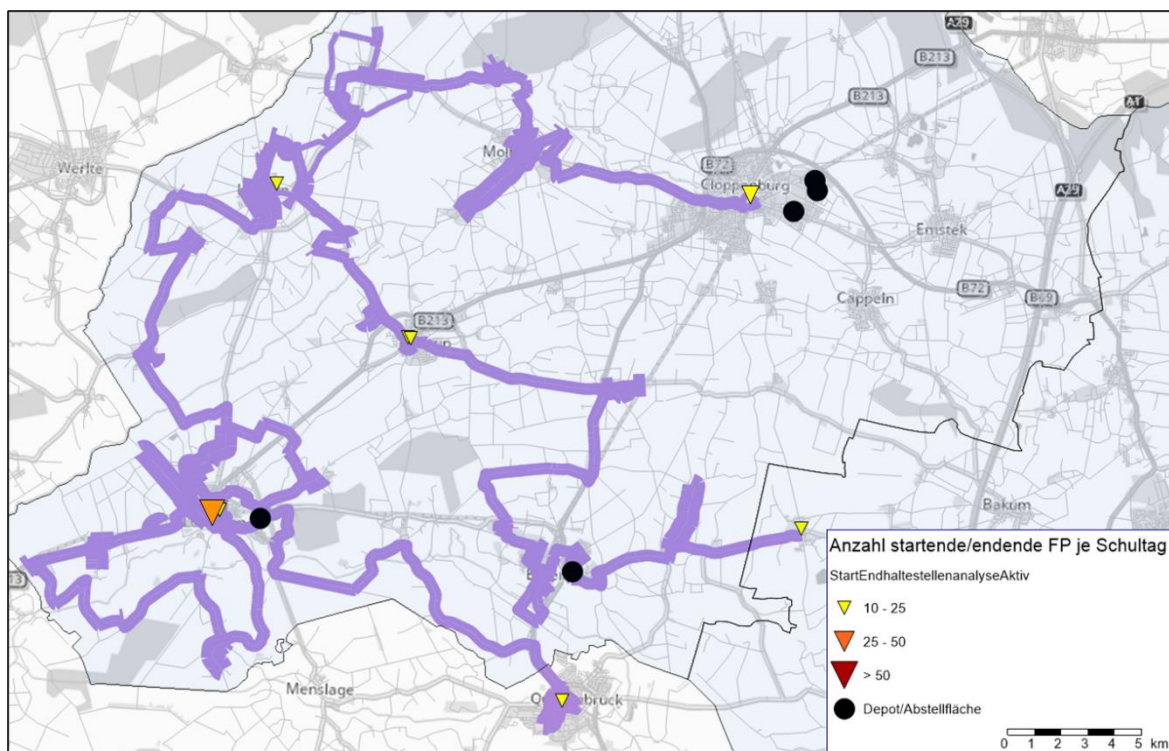 A29
B213
A1
B213
Werlte
B72
Cloppenburg
A29
Emstek
B72
B69
Cappeln
B213
Bakum
13
Menslage
Anzahl startende/endende FP je Schultag
StartEndhaltestellenanalyseAktiv
10 - 25
25 - 50
> 50
Depot/Abstellfläche
0 1 2 3 4 5
km